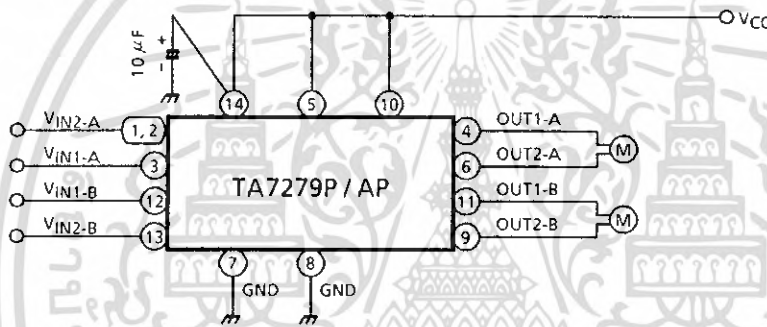 VCC
10 μF
+
-
14
5
10
VIN2-A
1, 2
4
OUT1-A
M
VIN1-A
3
TA7279P / AP
6
OUT2-A
VIN1-B
12
11
OUT1-B
M
VIN2-B
13
9
OUT2-B
7
GND
8
GND